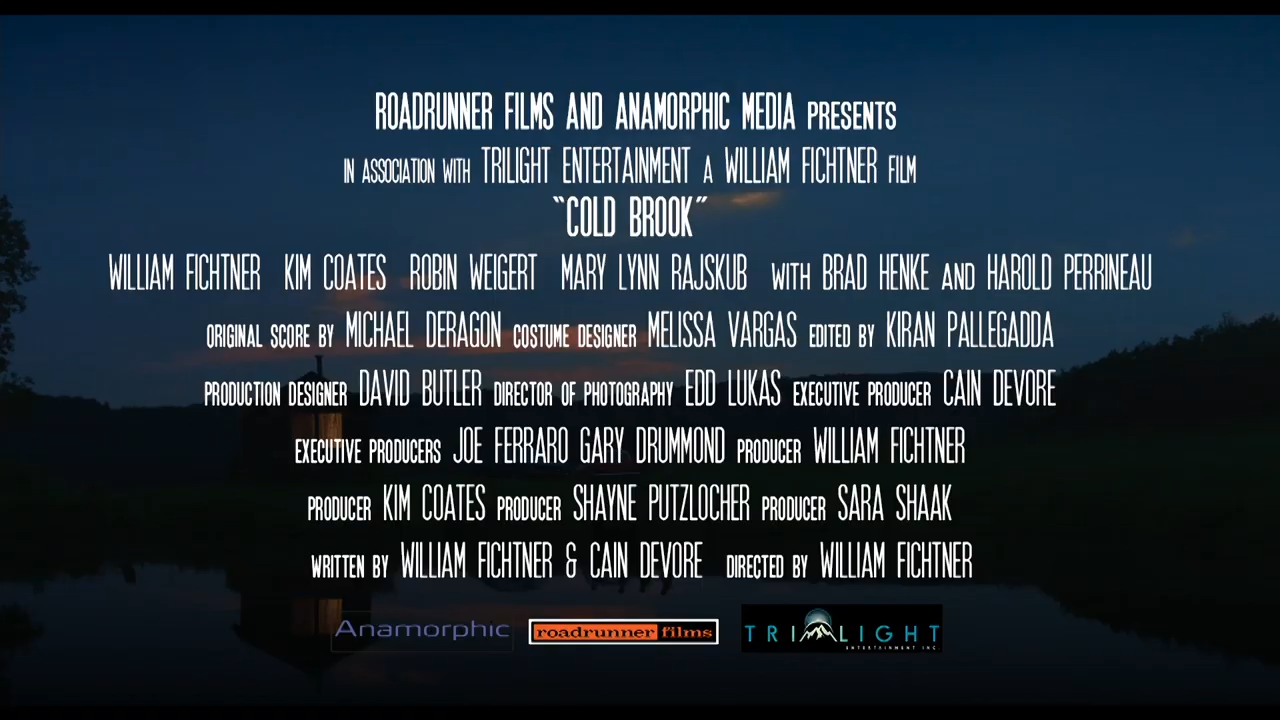 ROADRUNNER FILMS AND ANAMORPHIC MEDIA PRESENTS
IN ASSOCIATION WITH TRILIGHT ENTERTAINMENT A WILLIAM FICHTNER FILM
"COLD BROOK"
WILLIAM FICHTNER KIM COATES ROBIN WEIGERT MARY LYNN RAJSKUB WITH BRAD HENKE AND HAROLD PERRINEAU
ORIGINAL SCORE BY MICHAEL DERAGON COSTUME DESIGNER MELISSA VARGAS EDITED BY KIRAN PALLEGADDA
PRODUCTION DESIGNER DAVID BUTLER DIRECTOR OF PHOTOGRAPHY EDD LUKAS EXECUTIVE PRODUCER CAIN DEVORE
EXECUTIVE PRODUCERS JOE FERRARO GARY DRUMMOND PRODUCER WILLIAM FICHTNER
PRODUCER KIM COATES PRODUCER SHAYNE PUTZLOCHER PRODUCER SARA SHAAK
WRITTEN BY WILLIAM FICHTNER & CAIN DEVORE DIRECTED BY WILLIAM FICHTNER
Anamorphic roadrunner films TRILIGHT
ENTERTAINMENT INC.